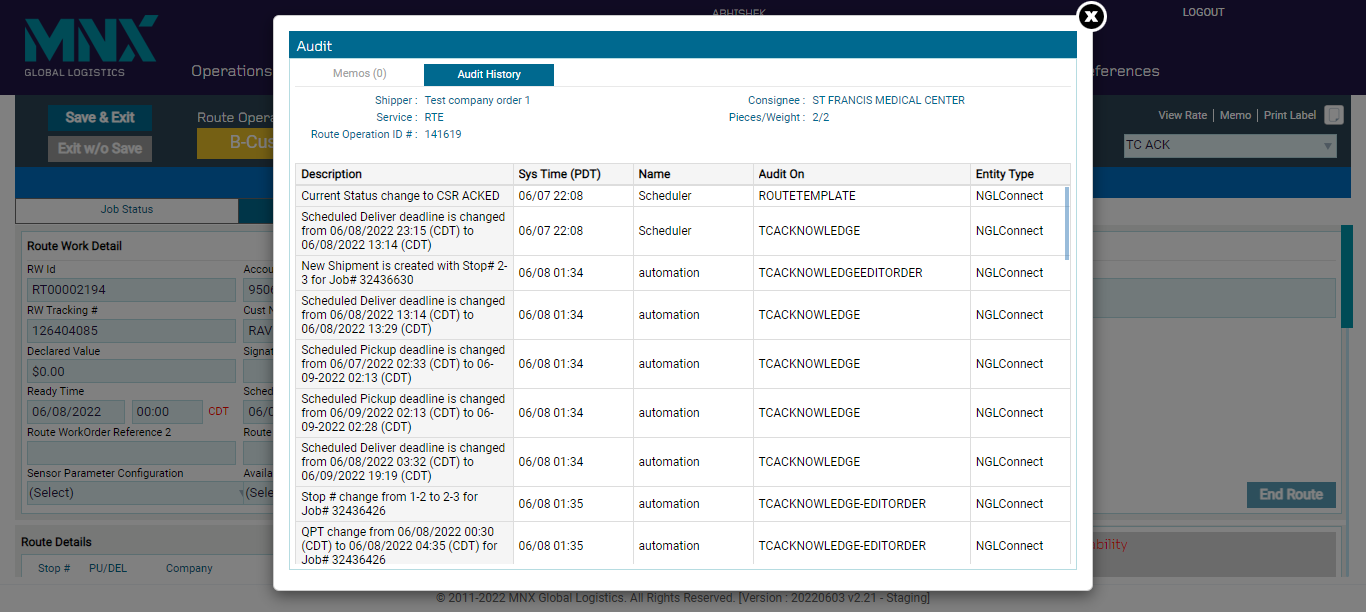 MNX
GLOBAL LOGISTICS
ABHISHEK
LOGOUT
Operations
ferences
Audit
Memos (0)
Audit History
Shipper : Test company order 1
Consignee : ST FRANCIS MEDICAL CENTER
Service : RTE
Pieces/Weight : 2/2
Route Operation ID # : 141619
Save & Exit
Exit w/o Save
Route Opera
B-Cus
View Rate | Memo | Print Label
TC ACK
Job Status
Description Sys Time (PDT) Name Audit On Entity Type
Current Status change to CSR ACKED 06/07 22:08 Scheduler ROUTETEMPLATE NGLConnect
Scheduled Deliver deadline is changed
from 06/08/2022 23:15 (CDT) to
06/08/2022 13:14 (CDT)
06/07 22:08 Scheduler TCACKNOWLEDGE NGLConnect
New Shipment is created with Stop# 2-
3 for Job# 32436630
06/08 01:34 automation TCACKNOWLEDGEEDITORDER NGLConnect
Scheduled Deliver deadline is changed
from 06/08/2022 13:14 (CDT) to
06/08/2022 13:29 (CDT)
06/08 01:34 automation TCACKNOWLEDGE NGLConnect
Scheduled Pickup deadline is changed
from 06/07/2022 02:33 (CDT) to 06-
09-2022 02:13 (CDT)
06/08 01:34 automation TCACKNOWLEDGE NGLConnect
Scheduled Pickup deadline is changed
from 06/09/2022 02:13 (CDT) to 06-
09-2022 02:28 (CDT)
06/08 01:34 automation TCACKNOWLEDGE NGLConnect
Scheduled Deliver deadline is changed
from 06/08/2022 03:32 (CDT) to
06/09/2022 19:19 (CDT)
06/08 01:34 automation TCACKNOWLEDGE NGLConnect
Stop # change from 1-2 to 2-3 for
Job# 32436426
06/08 01:35 automation TCACKNOWLEDGE-EDITORDER NGLConnect
QPT change from 06/08/2022 00:30
(CDT) to 06/08/2022 04:35 (CDT) for
Job# 32436426
06/08 01:35 automation TCACKNOWLEDGE-EDITORDER NGLConnect
Route Work Detail
RW Id
Accou
RT00002194
9506
RW Tracking #
Cust N
126404085
RAV
Declared Value
Signat
$0.00
Ready Time
Sched
06/08/2022 00:00 CDT
06/0
Route WorkOrder Reference 2
Route
Sensor Parameter Configuration
Availa
(Select)
(Sele
End Route
Route Details
Stop # PU/DEL Company
bility
© 2011-2022 MNX Global Logistics. All Rights Reserved. [Version : 20220603 v2.21 - Staging]